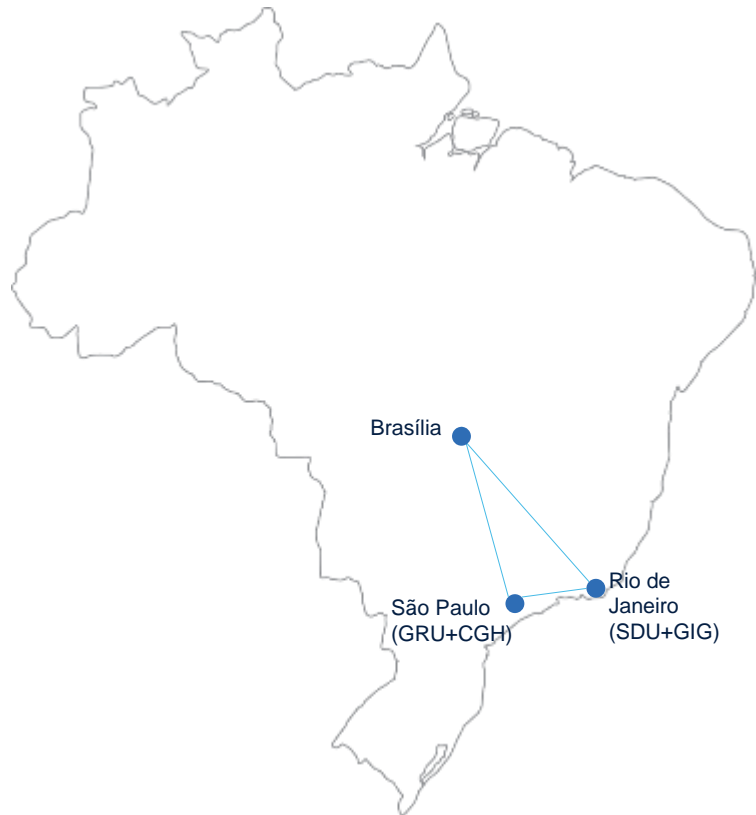 Brasília
São Paulo
(GRU+CGH)
Rio de
Janeiro
(SDU+GIG)